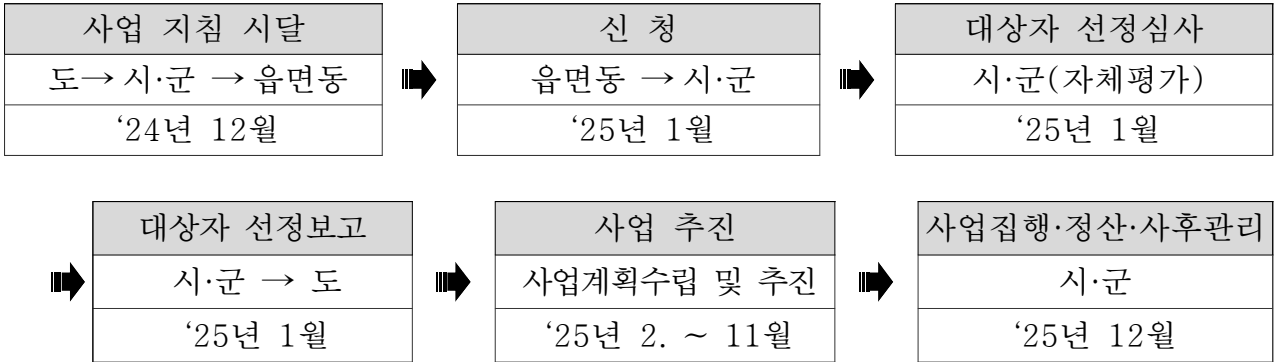 사업 지침 시달
도→ 시·군 →읍면동
‘24년 12월
신 청
읍면동 →시·군
‘25년 1월
대상자 선정심사
시·군(자체평가)
‘25년 1월
대상자 선정보고
시·군 → 도
‘25년 1월
사업 추진
사업계획수립 및 추진
‘25년 2. ~ 11월
사업집행·정산·사후관리
시·군
‘25년 12월